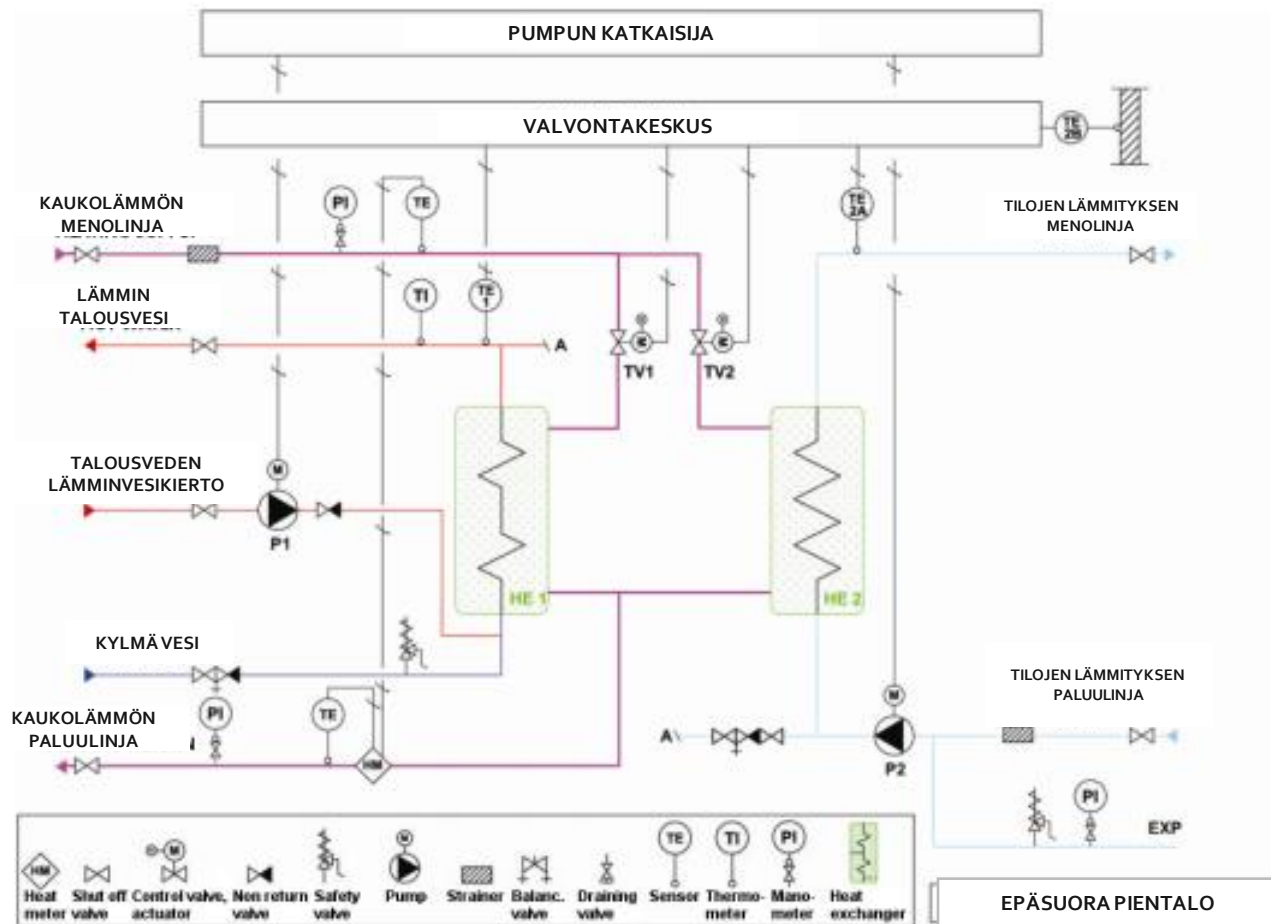 PUMPUN KATKAISIJA
VALVONTAKESKUS
TE
2B
KAUKOLÄMMÖN
MENOLINJA
PI
TE
TE
2A
TILOJEN LÄMMITYKSEN
MENOLINJA
LÄMMIN
TALOUSVESI
TI
TE
1
A
M
M
TV1
TV2
TALOUSVEDEN
LÄMMINVESIKIERTO
M
P1
HE 1
HE 2
KYLMÄ VESI
TILOJEN LÄMMITYKSEN
PALUULINJA
KAUKOLÄMMÖN
PALUULINJA
PI
TE
HM
M
A
P2
PI
EXP
HM
M
M
TE
TI
PI
Heat
meter
Shut off
valve
Control valve,
actuator
Non return
valve
Safety
valve
Pump
Strainer
Balanc.
valve
Draining
valve
Sensor
Thermo-
meter
Mano-
meter
Heat
exchanger
EPÄSUORA PIENTALO